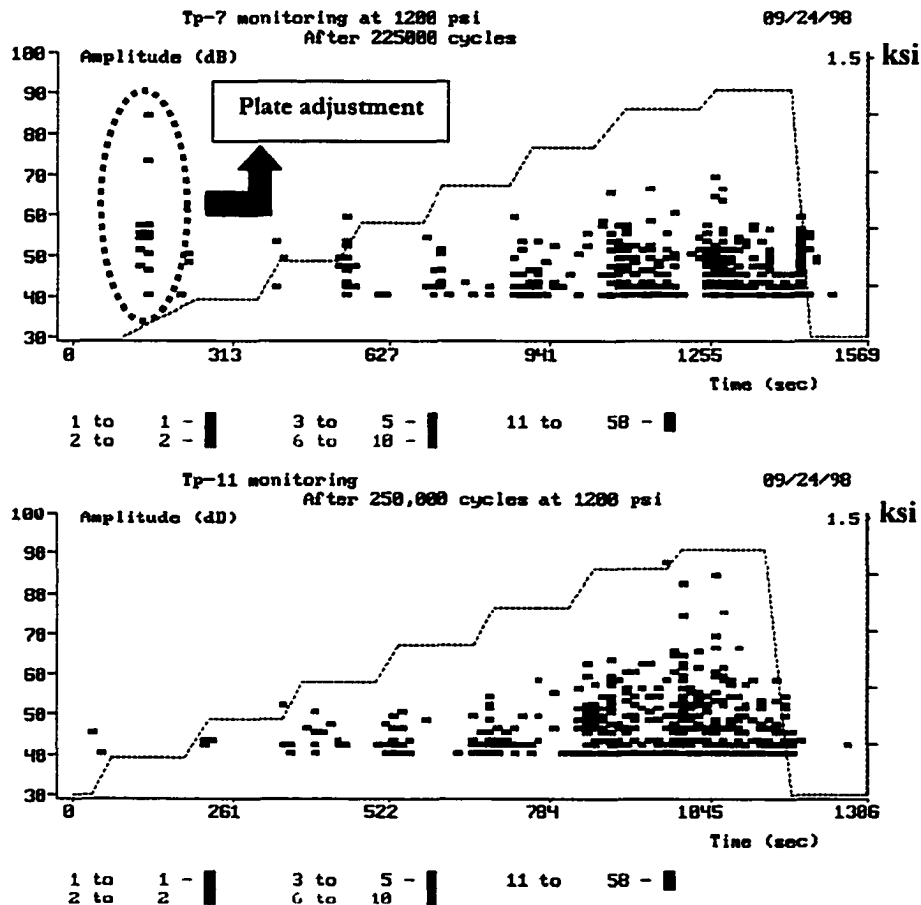 Tp-7 monitoring at 1200 psi 09/24/98
After 225000 cycles
100 Amplitude (dB) 1.5 ksi
90
Plate adjustment
80
70
60
50
40
30
0 313 627 941 1255 1569
Time (sec)
1 to 1 - 3 to 5 - 11 to 50 -
2 to 2 - 6 to 10 -
Tp-11 monitoring 09/24/98
After 250,000 cycles at 1200 psi
100 Amplitude (dB) 1.5 ksi
90
80
70
60
50
40
30
0 261 522 784 1045 1306
Time (sec)
1 to 1 - 3 to 5 - 11 to 50 -
2 to 2 6 to 10